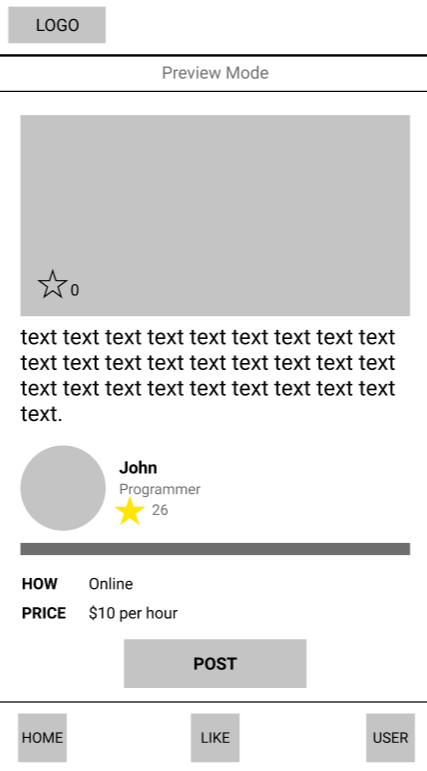 LOGO
Preview Mode
0
text text text text text text text text text
text text text text text text text text text
text text text text text text text text text
text.
John
Programmer
26
HOW Online
PRICE $10 per hour
POST
HOME LIKE USER